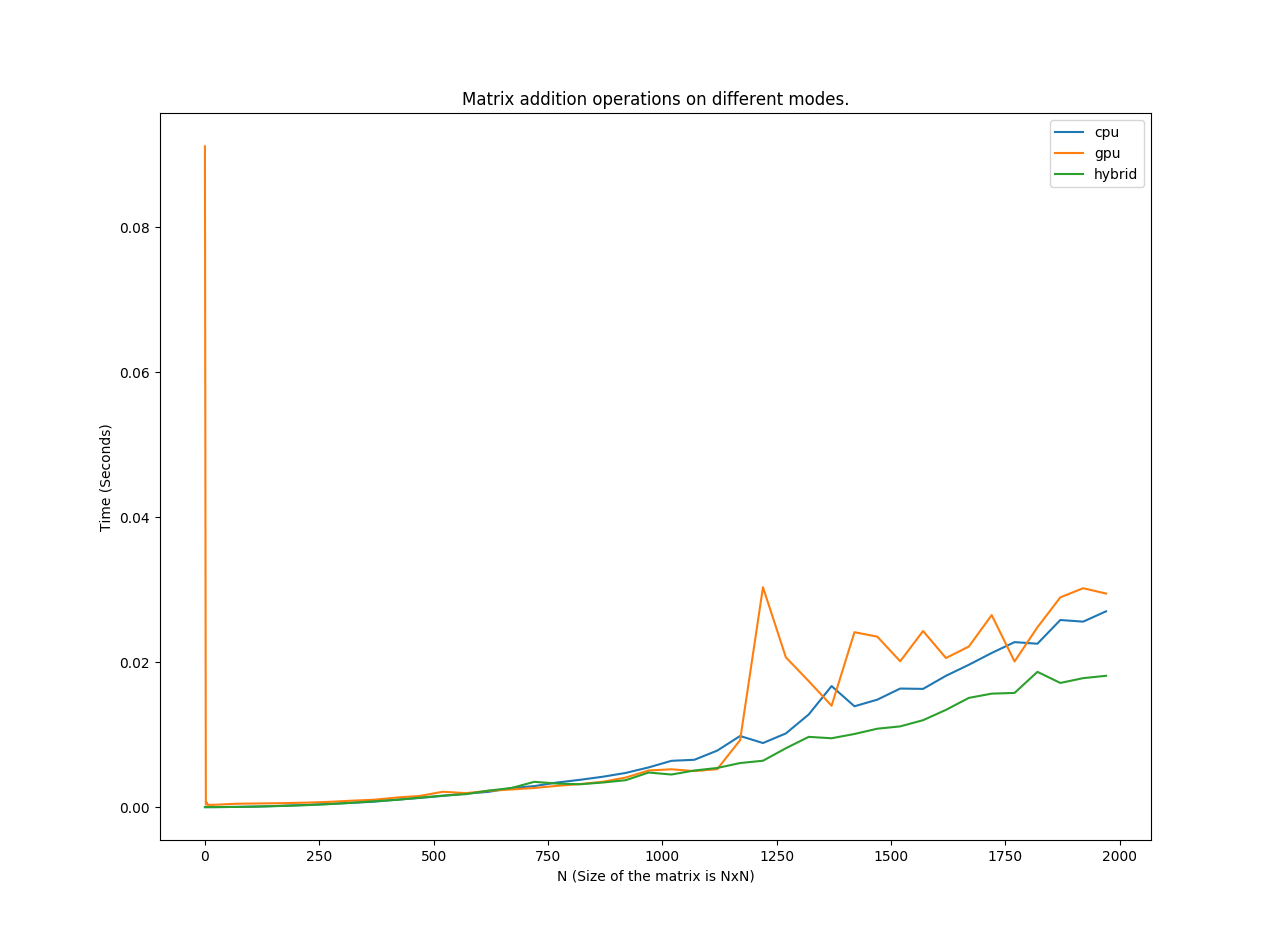 Matrix addition operations on different modes.
cpu
gpu
hybrid
0.08
0.06
0.04
0.02
0.00
Time (Seconds)
0 250 500 750 1000 1250 1500 1750 2000
N (Size of the matrix is NxN)